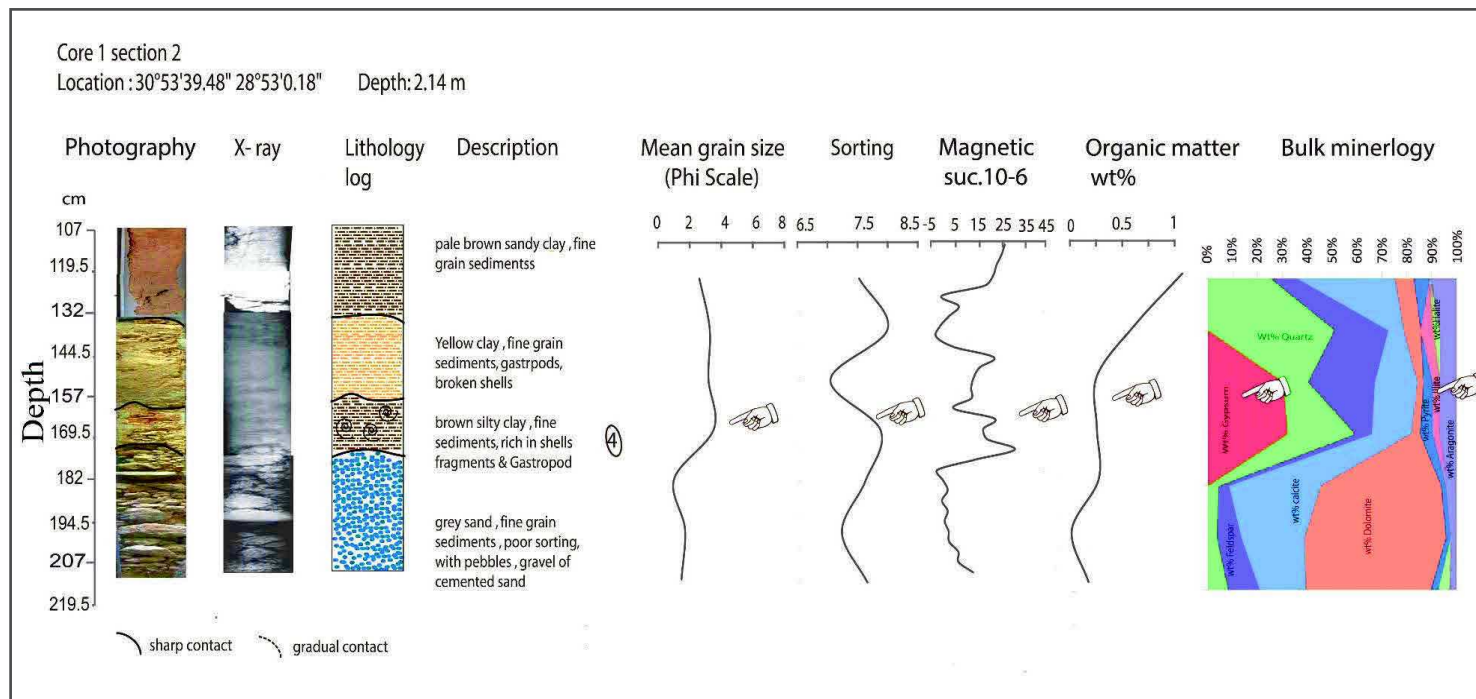 Core 1 section 2
Location : 30°53'39.48" 28°53'0.18" Depth: 2.14 m
Photography
X- ray
Lithology
log
Description
Mean grain size
(Phi Scale)
Sorting
Magnetic
suc.10-6
Organic matter
wt%
Bulk minerlogy
cm
Depth
107
119.5
132
144.5
157
169.5
182
194.5
207
219.5
pale brown sandy clay , fine
grain sedimentss
Yellow clay , fine grain
sediments, gastrpods,
broken shells
brown silty clay , fine
sediments, rich in shells
fragments & Gastropod
grey sand , fine grain
sediments , poor sorting,
with pebbles , gravel of
cemented sand
4
0 2 4 6 8
6.5 7.5 8.5
-5 5 15 25 35 45
0 0.5 1
0% 10% 20% 30% 40% 50% 60% 70% 80% 90% 100%
Wt% Gypsum
Wt% Quartz
wt% Feldspar
wt% calcite
wt% Dolomite
wt% Pyrite
wt% Halite
wt% Illite
wt% Aragonite
sharp contact
gradual contact